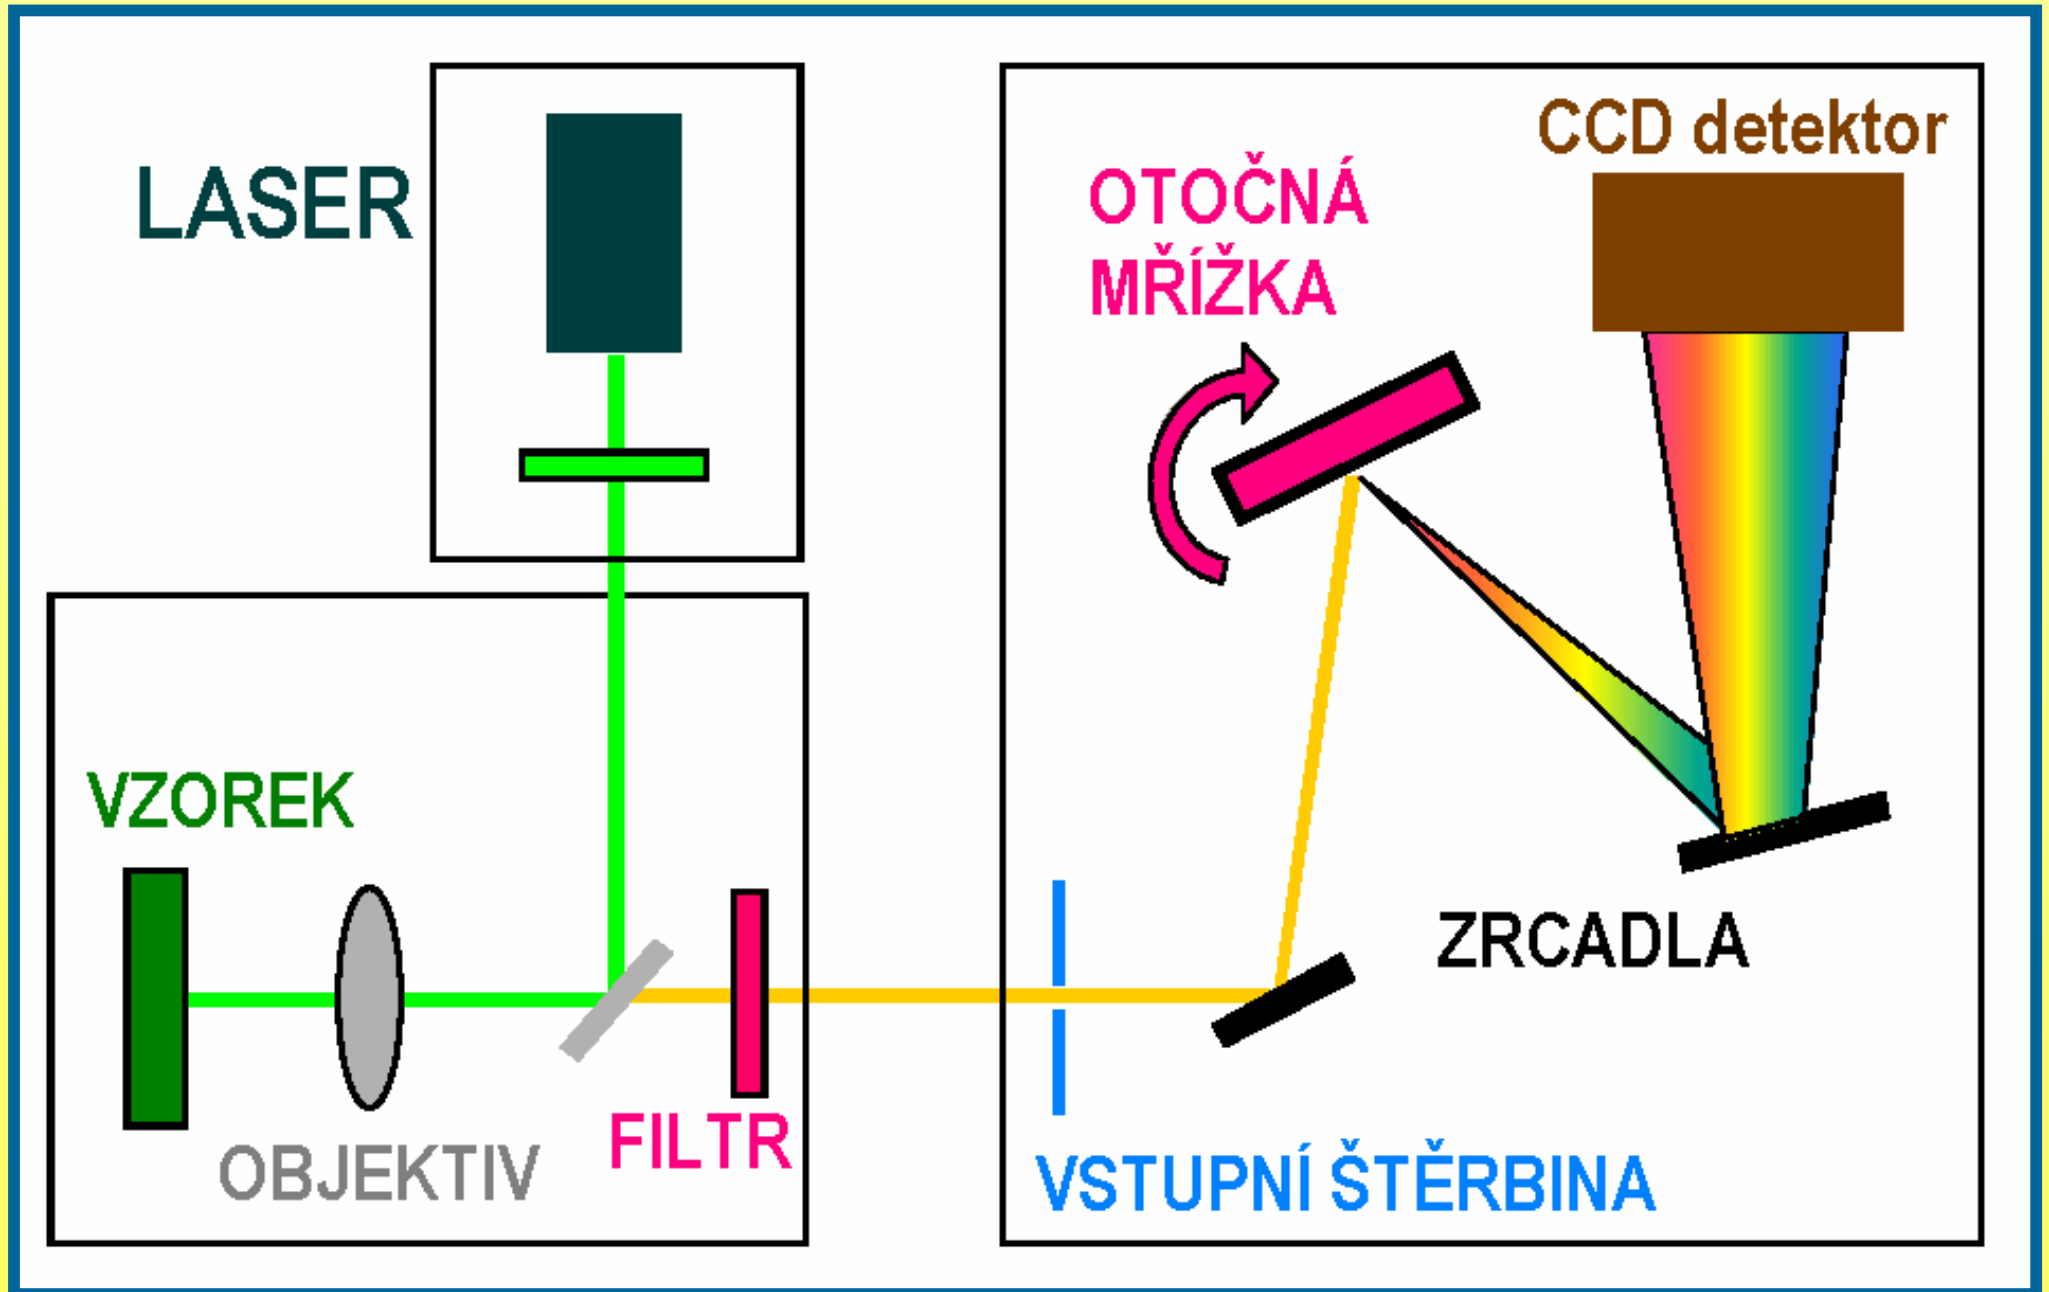 LASER
CCD detektor
OTOČNÁ
MŘÍŽKA
VZOREK
ZRCADLA
OBJEKTIV
FILTR
VSTUPNÍ ŠTĚRBINA